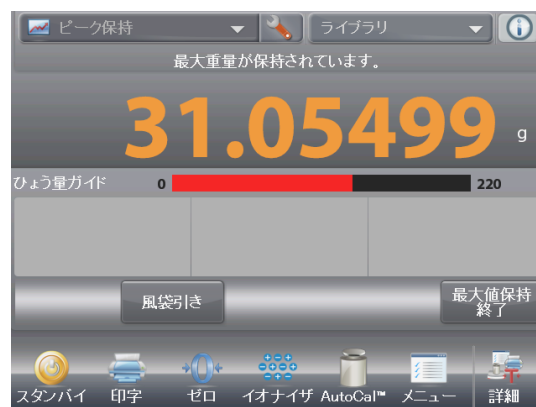 ピーク保持 ライブラリ
最大重量が保持されています。
31.05499 g
ひょう量ガイド 0 220
風袋引き
最大値保持
終了
スタンバイ 印字 ゼロ イオナイザ AutoCal™ メニュー 詳細